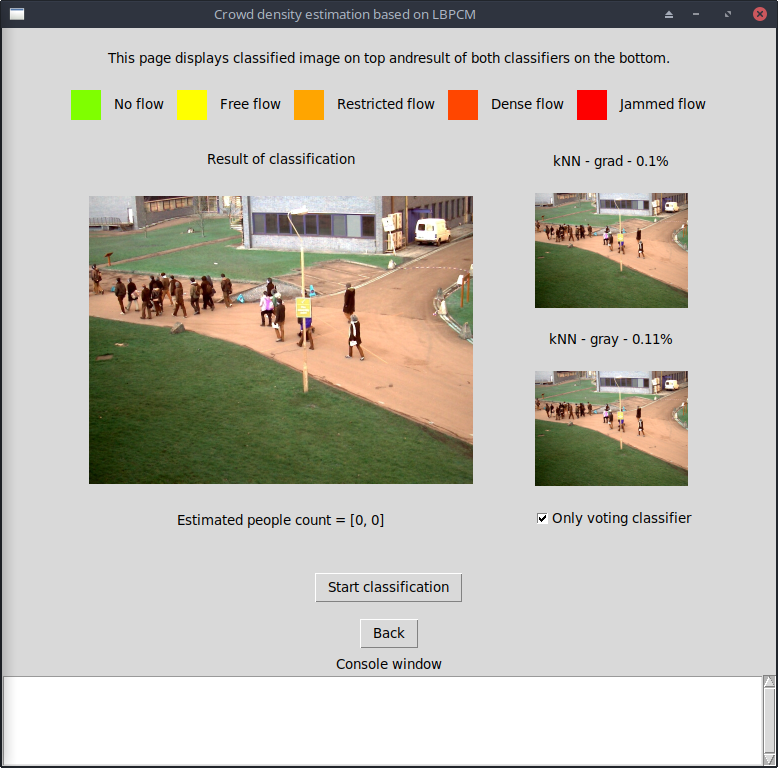 Crowd density estimation based on LBPCM
This page displays classified image on top andresult of both classifiers on the bottom.
No flow Free flow Restricted flow Dense flow Jammed flow
Result of classification
kNN - grad - 0.1%
kNN - gray - 0.11%
Estimated people count = [0, 0]
Only voting classifier
Start classification
Back
Console window